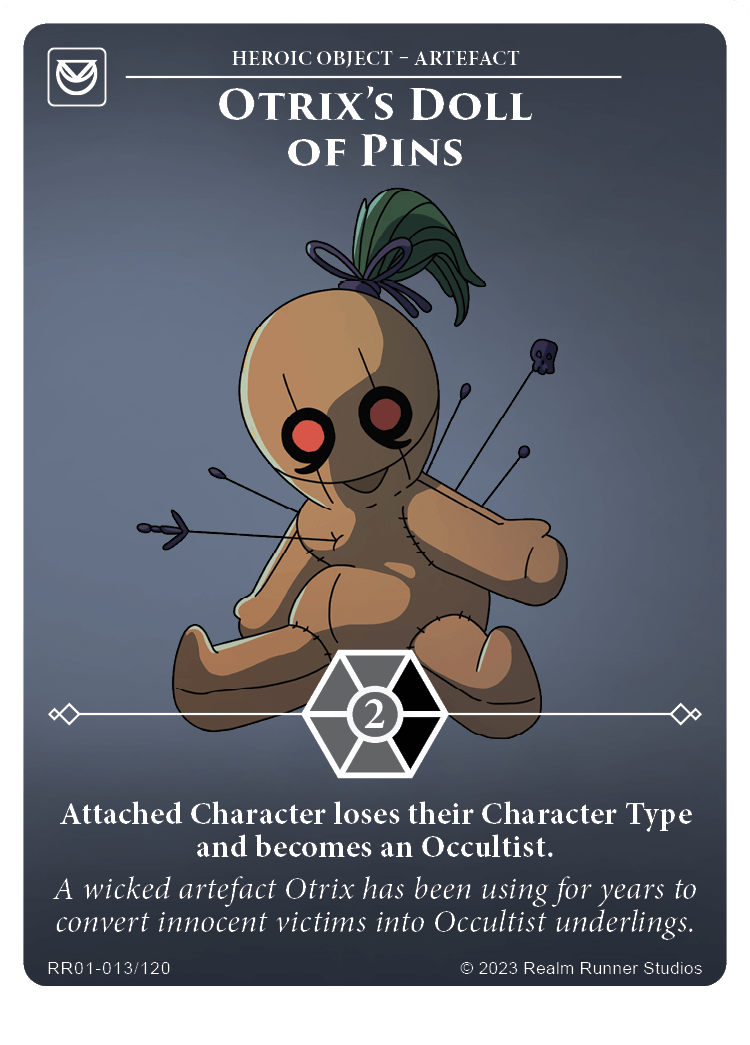 HEROIC OBJECT – ARTEFACT
OTRIX'S DOLL
OF PINS
2
Attached Character loses their Character Type
and becomes an Occultist.
A wicked artefact Otrix has been using for years to
convert innocent victims into Occultist underlings.
RR01-013/120
© 2023 Realm Runner Studios